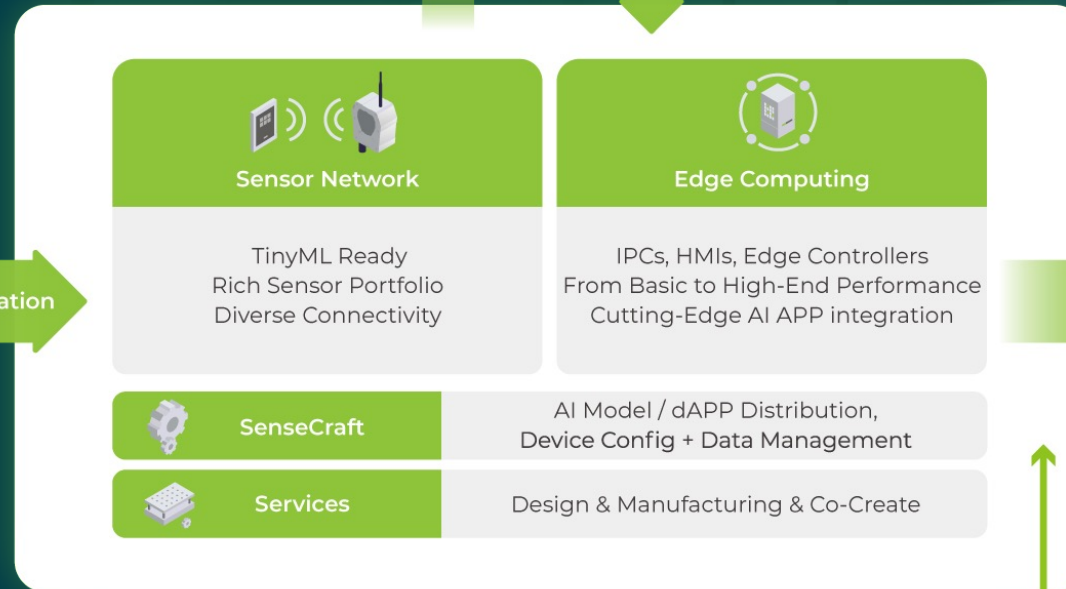 Sensor Network
TinyML Ready
Rich Sensor Portfolio
Diverse Connectivity
Edge Computing
IPCs, HMIs, Edge Controllers
From Basic to High-End Performance
Cutting-Edge AI APP integration
ation
SenseCraft
AI Model / dAPP Distribution,
Device Config + Data Management
Services
Design & Manufacturing & Co-Create